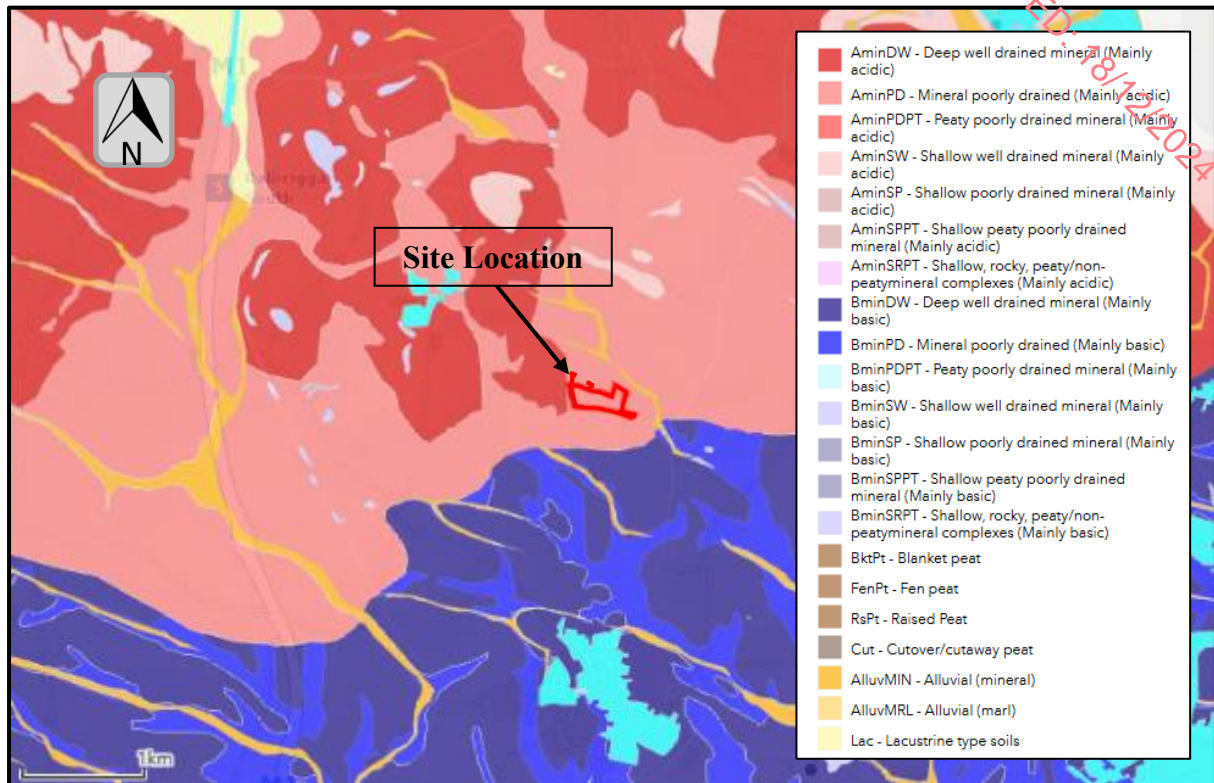 ED: 18/12/2024
M1
N
3
Site Location
1km
AminDW - Deep well drained mineral (Mainly
acidic)
AminPD - Mineral poorly drained (Mainly acidic)
AminPDPT - Peaty poorly drained mineral (Mainly
acidic)
AminSW - Shallow well drained mineral (Mainly
acidic)
AminSP - Shallow poorly drained mineral (Mainly
acidic)
AminSPPT - Shallow peaty poorly drained
mineral (Mainly acidic)
AminSRPT - Shallow, rocky, peaty/non-
peatymineral complexes (Mainly acidic)
BminDW - Deep well drained mineral (Mainly
basic)
BminPD - Mineral poorly drained (Mainly basic)
BminPDPT - Peaty poorly drained mineral (Mainly
basic)
BminSW - Shallow well drained mineral (Mainly
basic)
BminSP - Shallow poorly drained mineral (Mainly
basic)
BminSPPT - Shallow peaty poorly drained
mineral (Mainly basic)
BminSRPT - Shallow, rocky, peaty/non-
peatymineral complexes (Mainly basic)
BktPt - Blanket peat
FenPt - Fen peat
RsPt - Raised Peat
Cut - Cutover/cutaway peat
AlluvMIN - Alluvial (mineral)
AlluvMRL - Alluvial (marl)
Lac - Lacustrine type soils